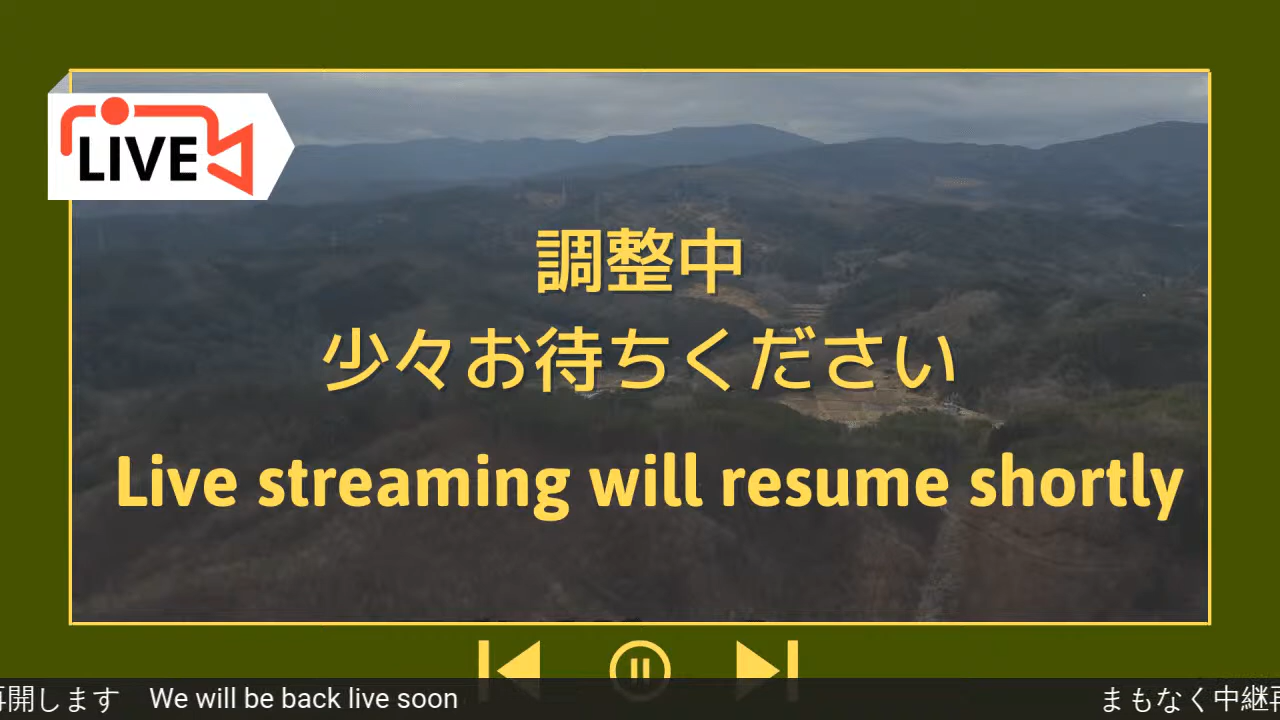 LIVE
調整中
少々お待ちください
Live streaming will resume shortly
再開します　We will be back live soon
まもなく中継再